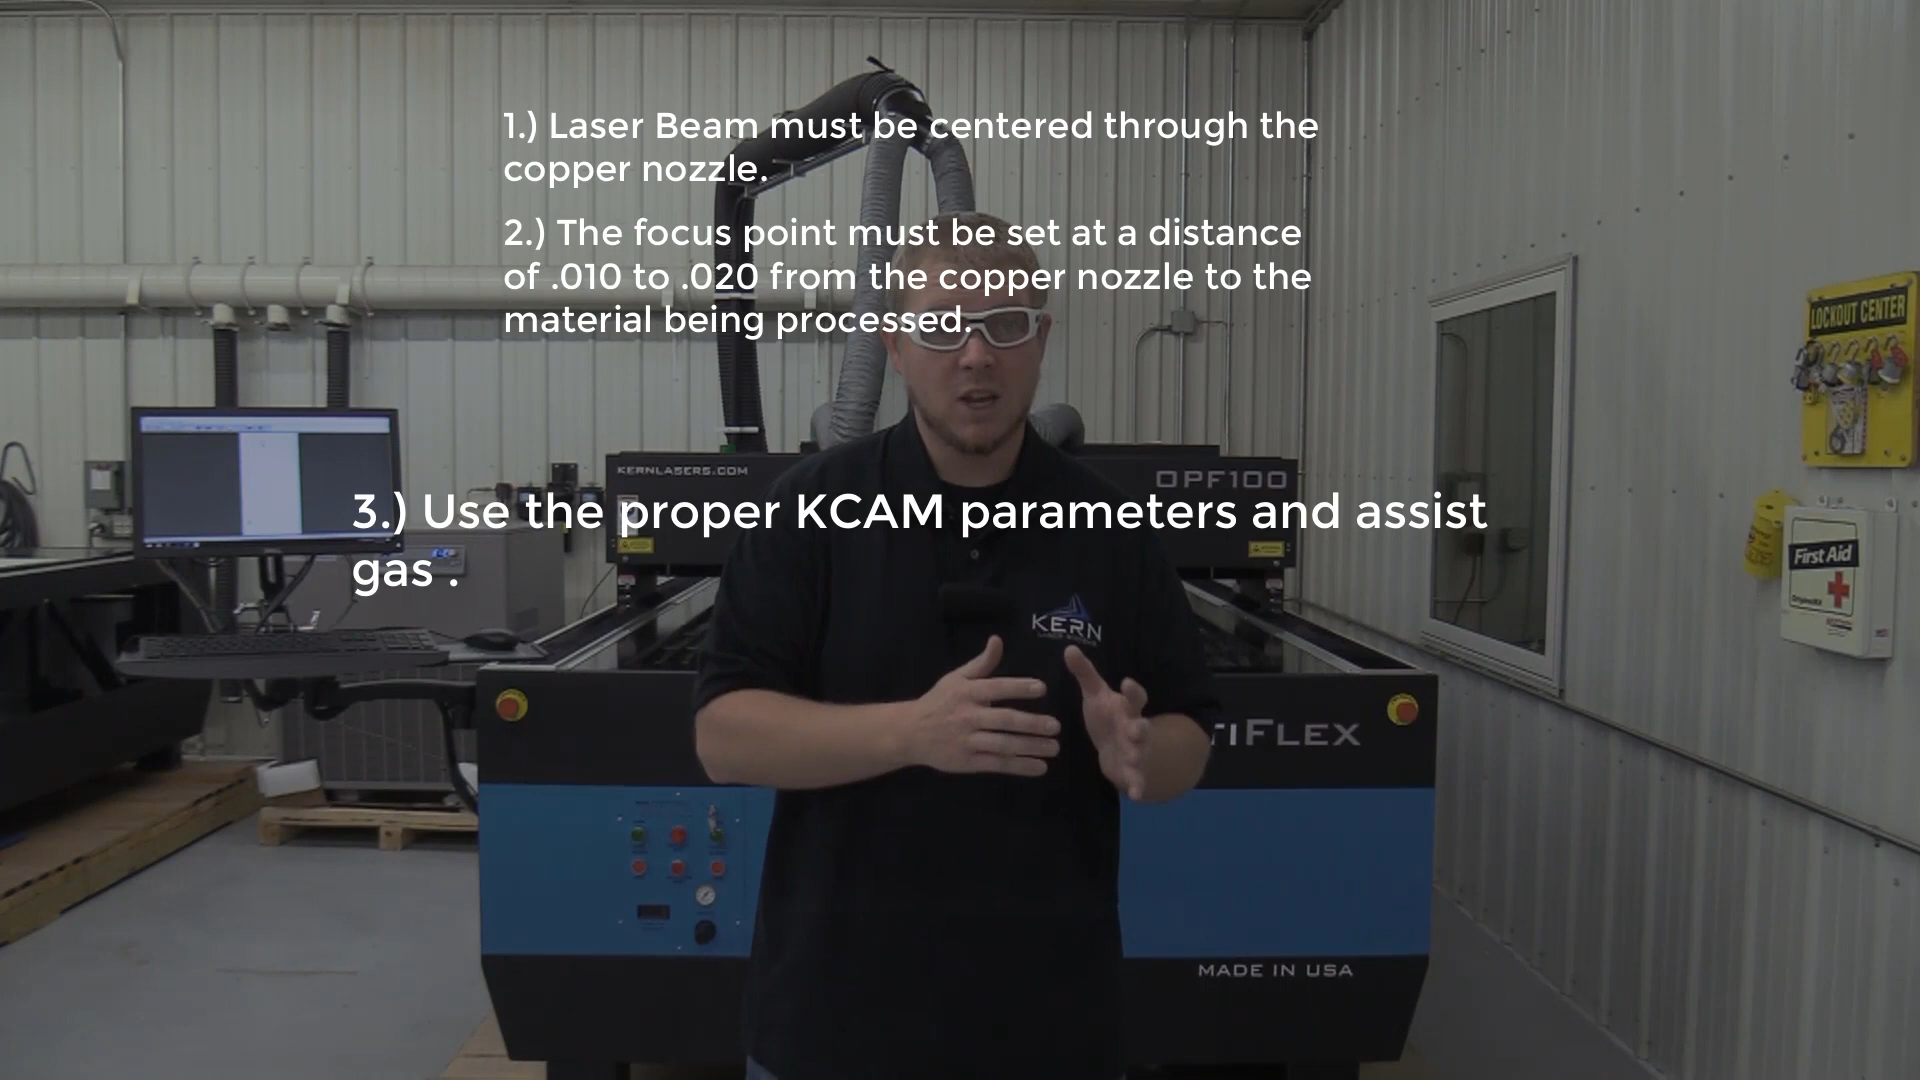 1.) Laser Beam must be centered through the
copper nozzle.
2.) The focus point must be set at a distance
of .010 to .020 from the copper nozzle to the
material being processed.
LOCKOUT CENTER
KERNLASERS.COM
OPF100
3.) Use the proper KCAM parameters and assist
gas .
First Aid
KERN
TIFLEX
MADE IN USA